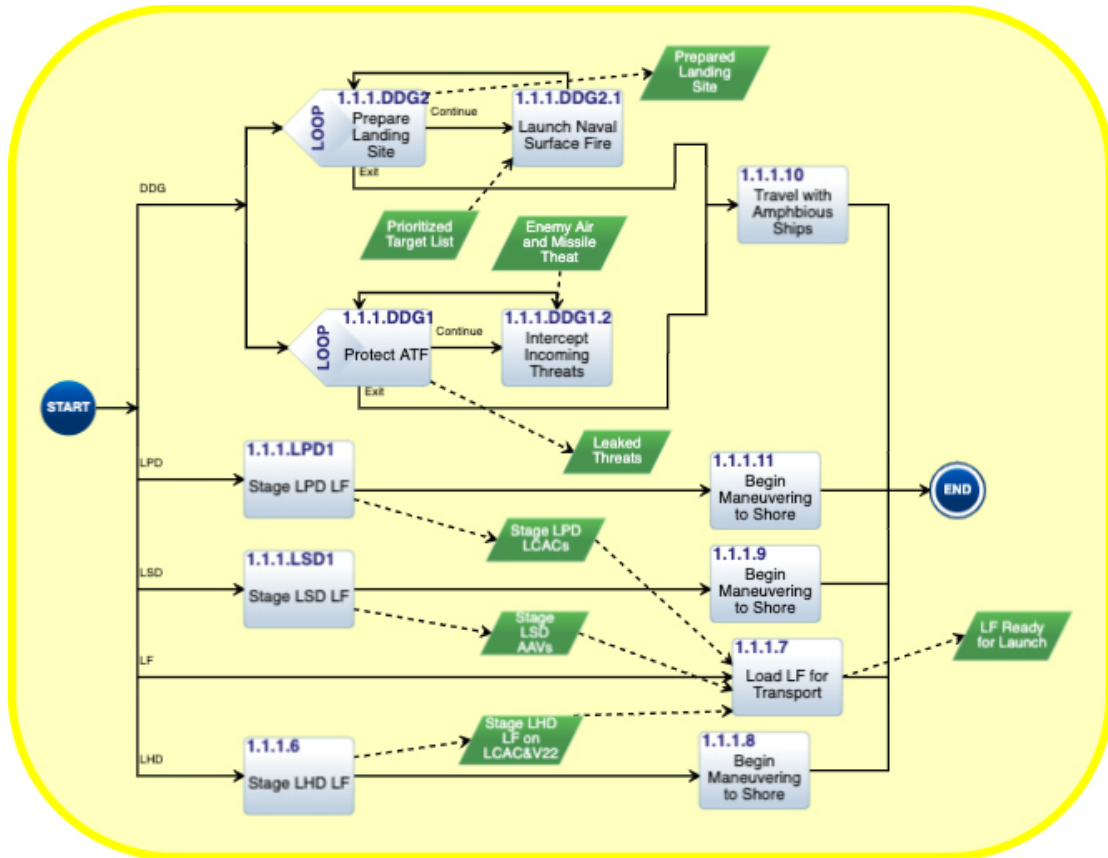 Prepared
Landing
Site
1.1.1.DDG2
Prepare
Landing
Site
LOOP
Continue
1.1.1.DDG2.1
Launch Naval
Surface Fire
Exit
DDG
1.1.1.10
Travel with
Amphbious
Ships
Prioritized
Target List
Enemy Air
and Missile
Theat
1.1.1.DDG1
Protect ATF
LOOP
Continue
1.1.1.DDG1.2
Intercept
Incoming
Threats
Exit
START
Leaked
Threats
LPD
1.1.1.LPD1
Stage LPD LF
1.1.1.11
Begin
Maneuvering
to Shore
END
Stage LPD
LCACs
LSD
1.1.1.LSD1
Stage LSD LF
1.1.1.9
Begin
Maneuvering
to Shore
Stage
LSD
AAVs
LF
1.1.1.7
Load LF for
Transport
LF Ready
for Launch
Stage LHD
LF on
LCAC&V22
LHD
1.1.1.6
Stage LHD LF
1.1.1.8
Begin
Maneuvering
to Shore